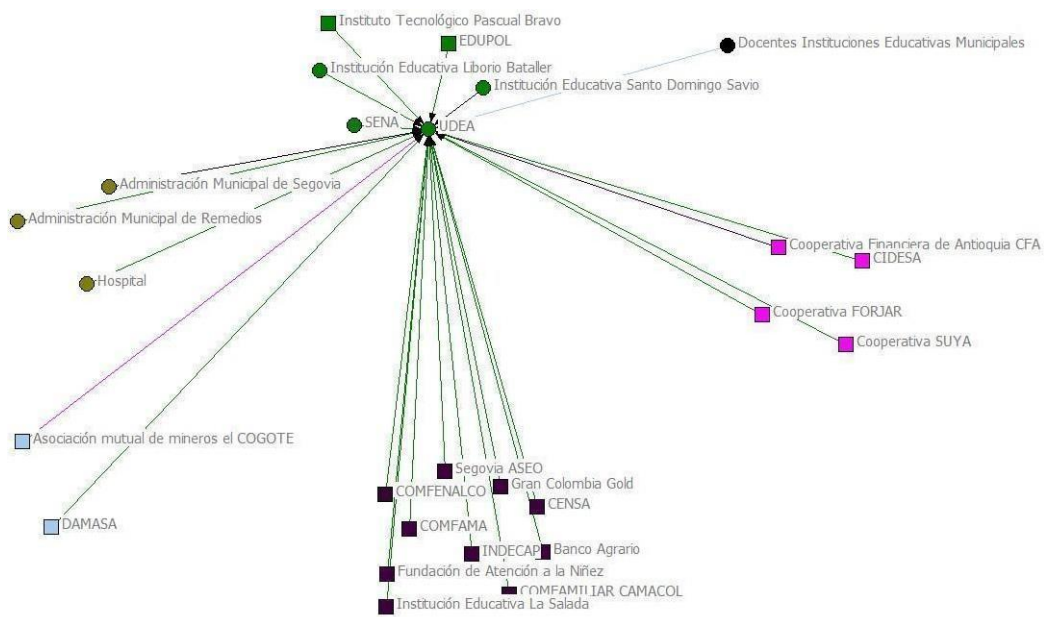 Instituto Tecnológico Pascual Bravo
EDUPOL
Docentes Instituciones Educativas Municipales
Institución Educativa Liborio Bataller
Institución Educativa Santo Domingo Savio
SENA
UDEA
Administración Municipal de Segovia
Administración Municipal de Remedios
Cooperativa Financiera de Antioquia CFA
CIDESA
Hospital
Cooperativa FORJAR
Cooperativa SUYA
Asociación mutual de mineros el COGOTE
Segovia ASEO
Gran Colombia Gold
COMFENALCO
CENSA
DAMASA
COMFAMA
INDECAP
Banco Agrario
Fundación de Atención a la Niñez
COMFAMILIAR CAMACOL
Institución Educativa La Salada